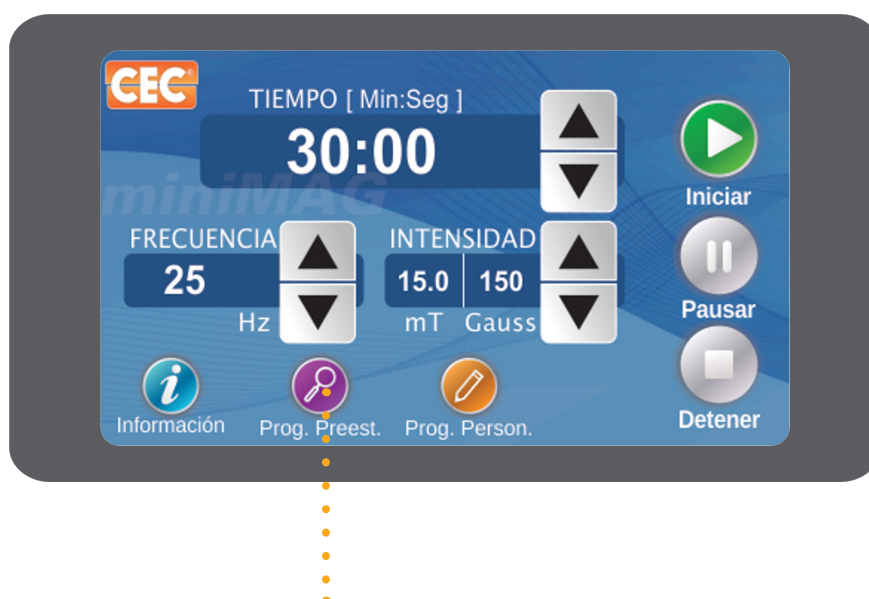 CEC
TIEMPO [ Min:Seg ]
30:00
miniMAG
Iniciar
FRECUENCIA
25
Hz
INTENSIDAD
15.0 150
mT Gauss
Pausar
Información
Prog. Preest.
Prog. Person.
Detener